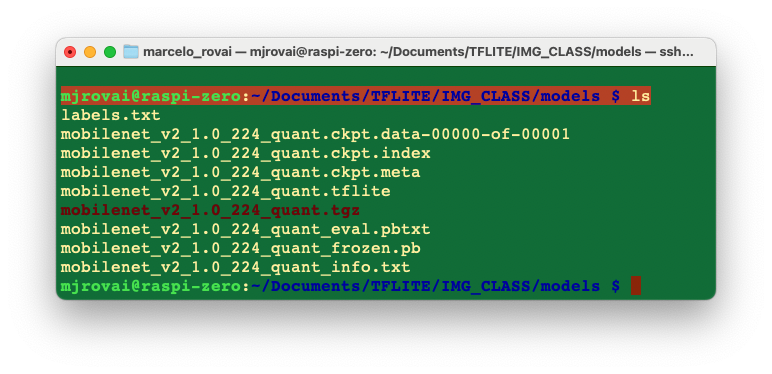 marcelo_rovai — mjrovai@raspi-zero: ~/Documents/TFLITE/IMG_CLASS/models — ssh...
mjrovai@raspi-zero:~/Documents/TFLITE/IMG_CLASS/models $ ls
labels.txt
mobilenet_v2_1.0_224_quant.ckpt.data-00000-of-00001
mobilenet_v2_1.0_224_quant.ckpt.index
mobilenet_v2_1.0_224_quant.ckpt.meta
mobilenet_v2_1.0_224_quant.tflite
mobilenet_v2_1.0_224_quant.tgz
mobilenet_v2_1.0_224_quant_eval.pbtxt
mobilenet_v2_1.0_224_quant_frozen.pb
mobilenet_v2_1.0_224_quant_info.txt
mjrovai@raspi-zero:~/Documents/TFLITE/IMG_CLASS/models $